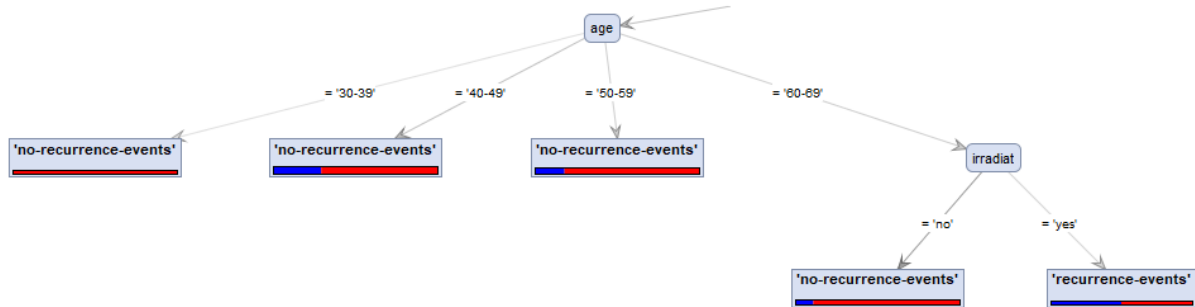 age
= '30-39'
= '40-49'
= '50-59'
= '60-69'
'no-recurrence-events'
'no-recurrence-events'
'no-recurrence-events'
irradiat
= 'no'
= 'yes'
'no-recurrence-events'
'recurrence-events'